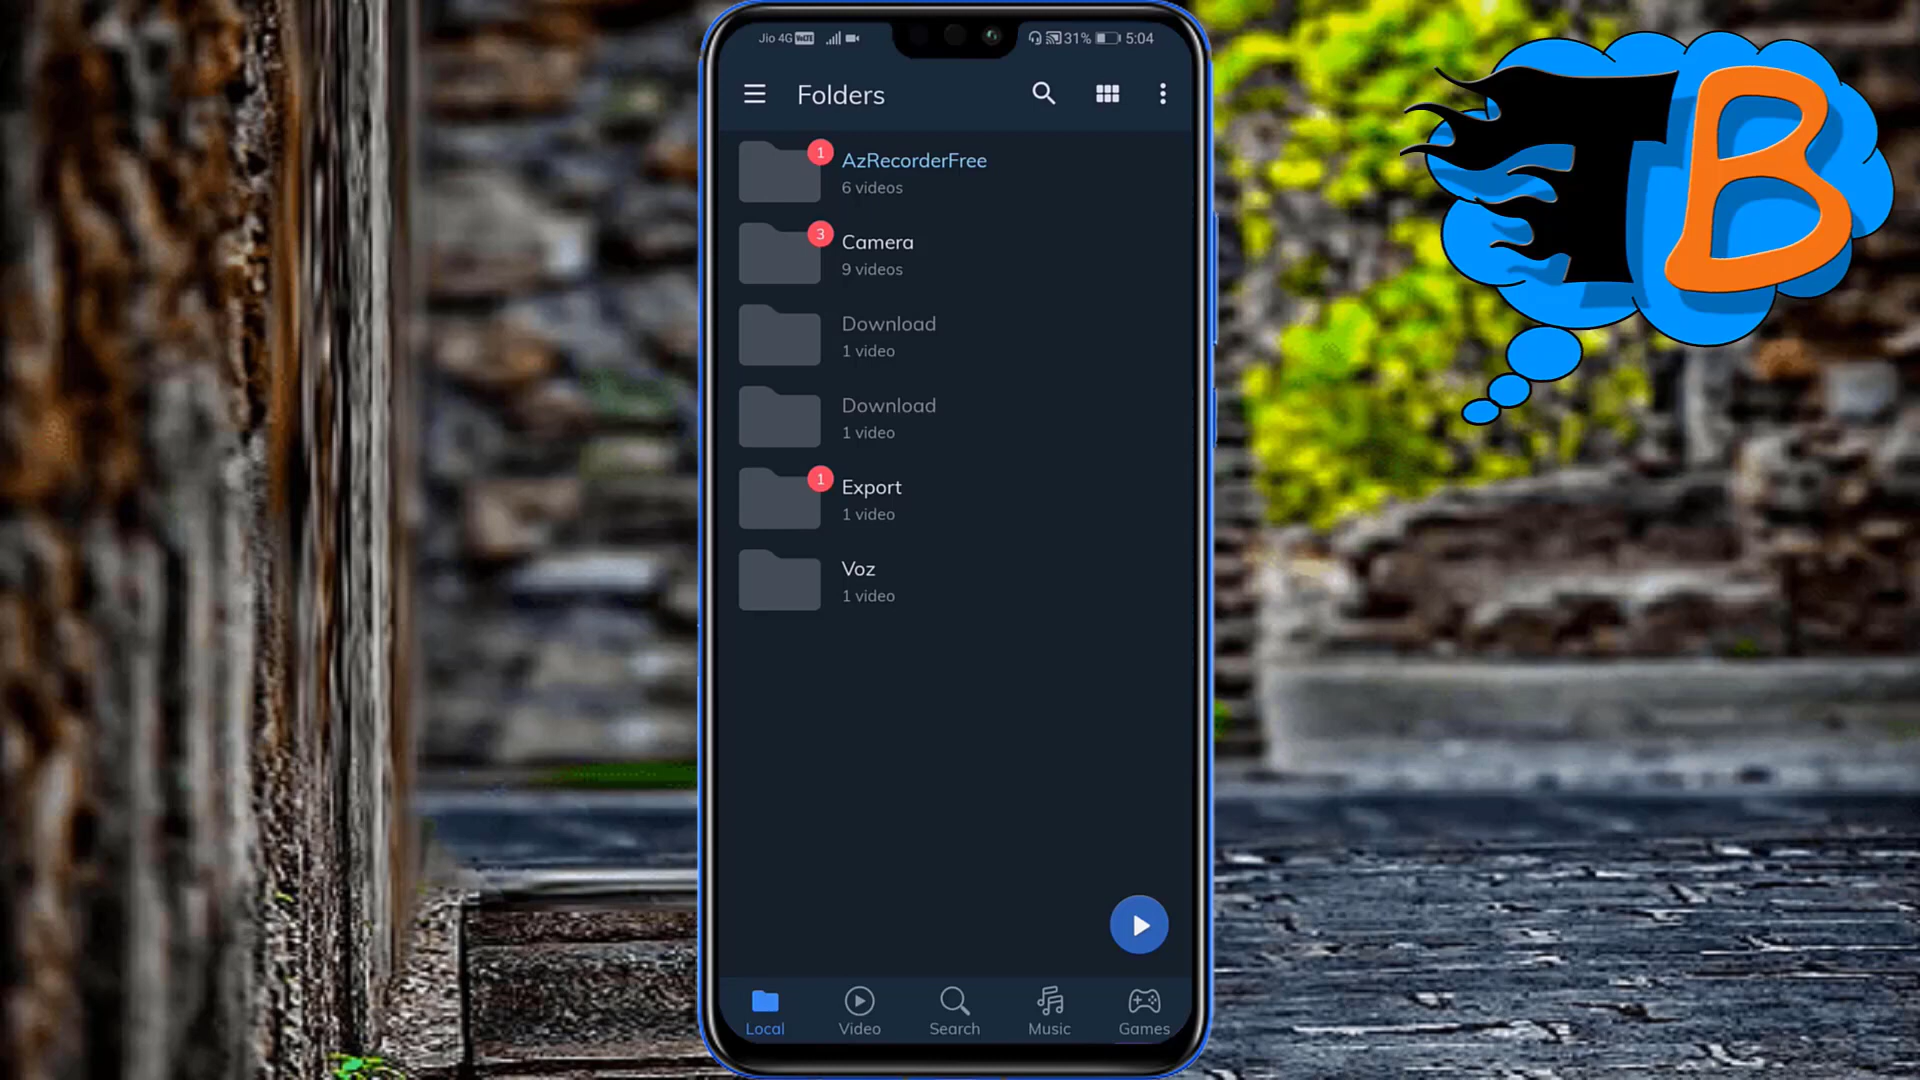 Jio 4G VoLTE 31% 5:04
Folders
1 AzRecorderFree
6 videos
3 Camera
9 videos
Download
1 video
Download
1 video
1 Export
1 video
Voz
1 video
Local Video Search Music Games
TB